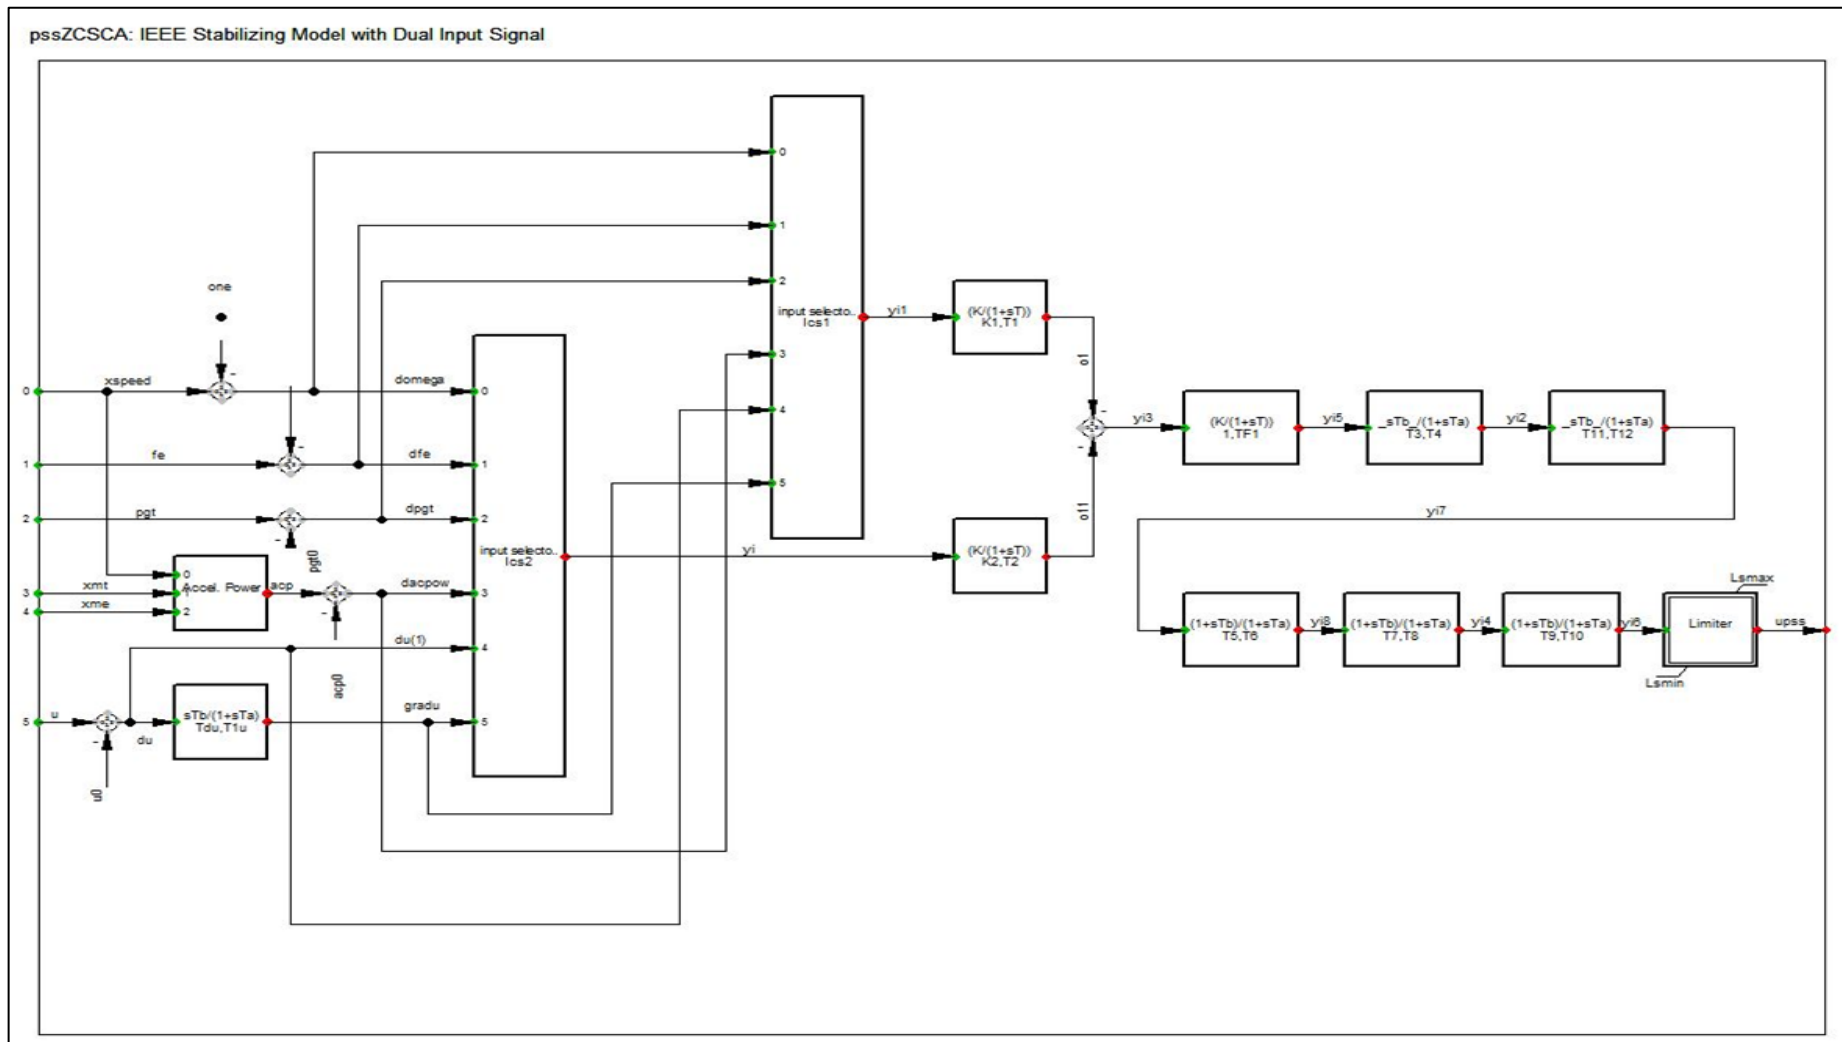 pssZCSCA: IEEE Stabilizing Model with Dual Input Signal
0
1
one
2
input selecto..
Ics1
yi1
(K/(1+sT))
K1,T1
3
o1
0
xspeed
-
domega
0
4
-
yi3
(K/(1+sT))
1,TF1
yi5
_sTb_/(1+sTa)
T3,T4
yi2
_sTb_/(1+sTa)
T11,T12
-
1
fe
-
dfe
1
5
2
pgt
-
pgt0
dpgt
2
o11
yi7
input selecto..
Ics2
yi
(K/(1+sT))
K2,T2
3
xmt
4
xme
0
Accel. Power
1
2
acp
-
acp0
dacpow
3
Lsmax
(1+sTb)/(1+sTa)
T5,T6
yi8
(1+sTb)/(1+sTa)
T7,T8
yi4
(1+sTb)/(1+sTa)
T9,T10
yi6
Limiter
upss
Lsmin
du(1)
4
5
u
-
u0
du
sTb/(1+sTa)
Tdu,T1u
gradu
5